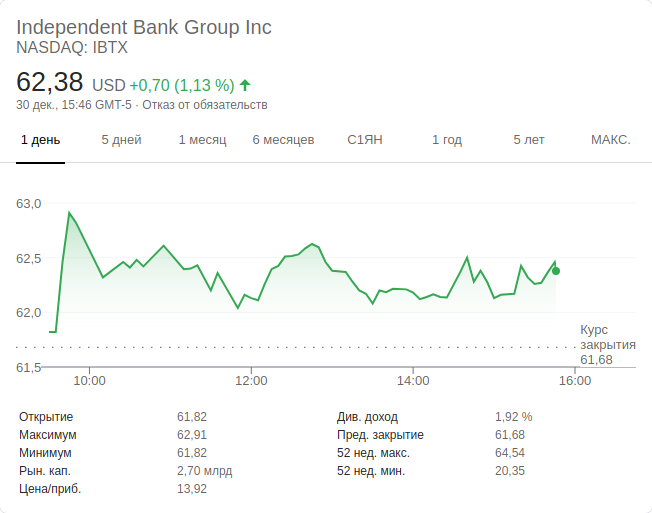 Independent Bank Group Inc
NASDAQ: IBTX
62,38 USD +0,70 (1,13 %)
30 дек., 15:46 GMT-5 · Отказ от обязательств
1 день 5 дней 1 месяц 6 месяцев С1ЯН 1 год 5 лет МАКС.
63,0
62,5
62,0
61,5
Курс
закрытия
61,68
10:00 12:00 14:00 16:00
Открытие 61,82 Див. доход 1,92 %
Максимум 62,91 Пред. закрытие 61,68
Минимум 61,82 52 нед. макс. 64,54
Рын. кап. 2,70 млрд 52 нед. мин. 20,35
Цена/приб. 13,92